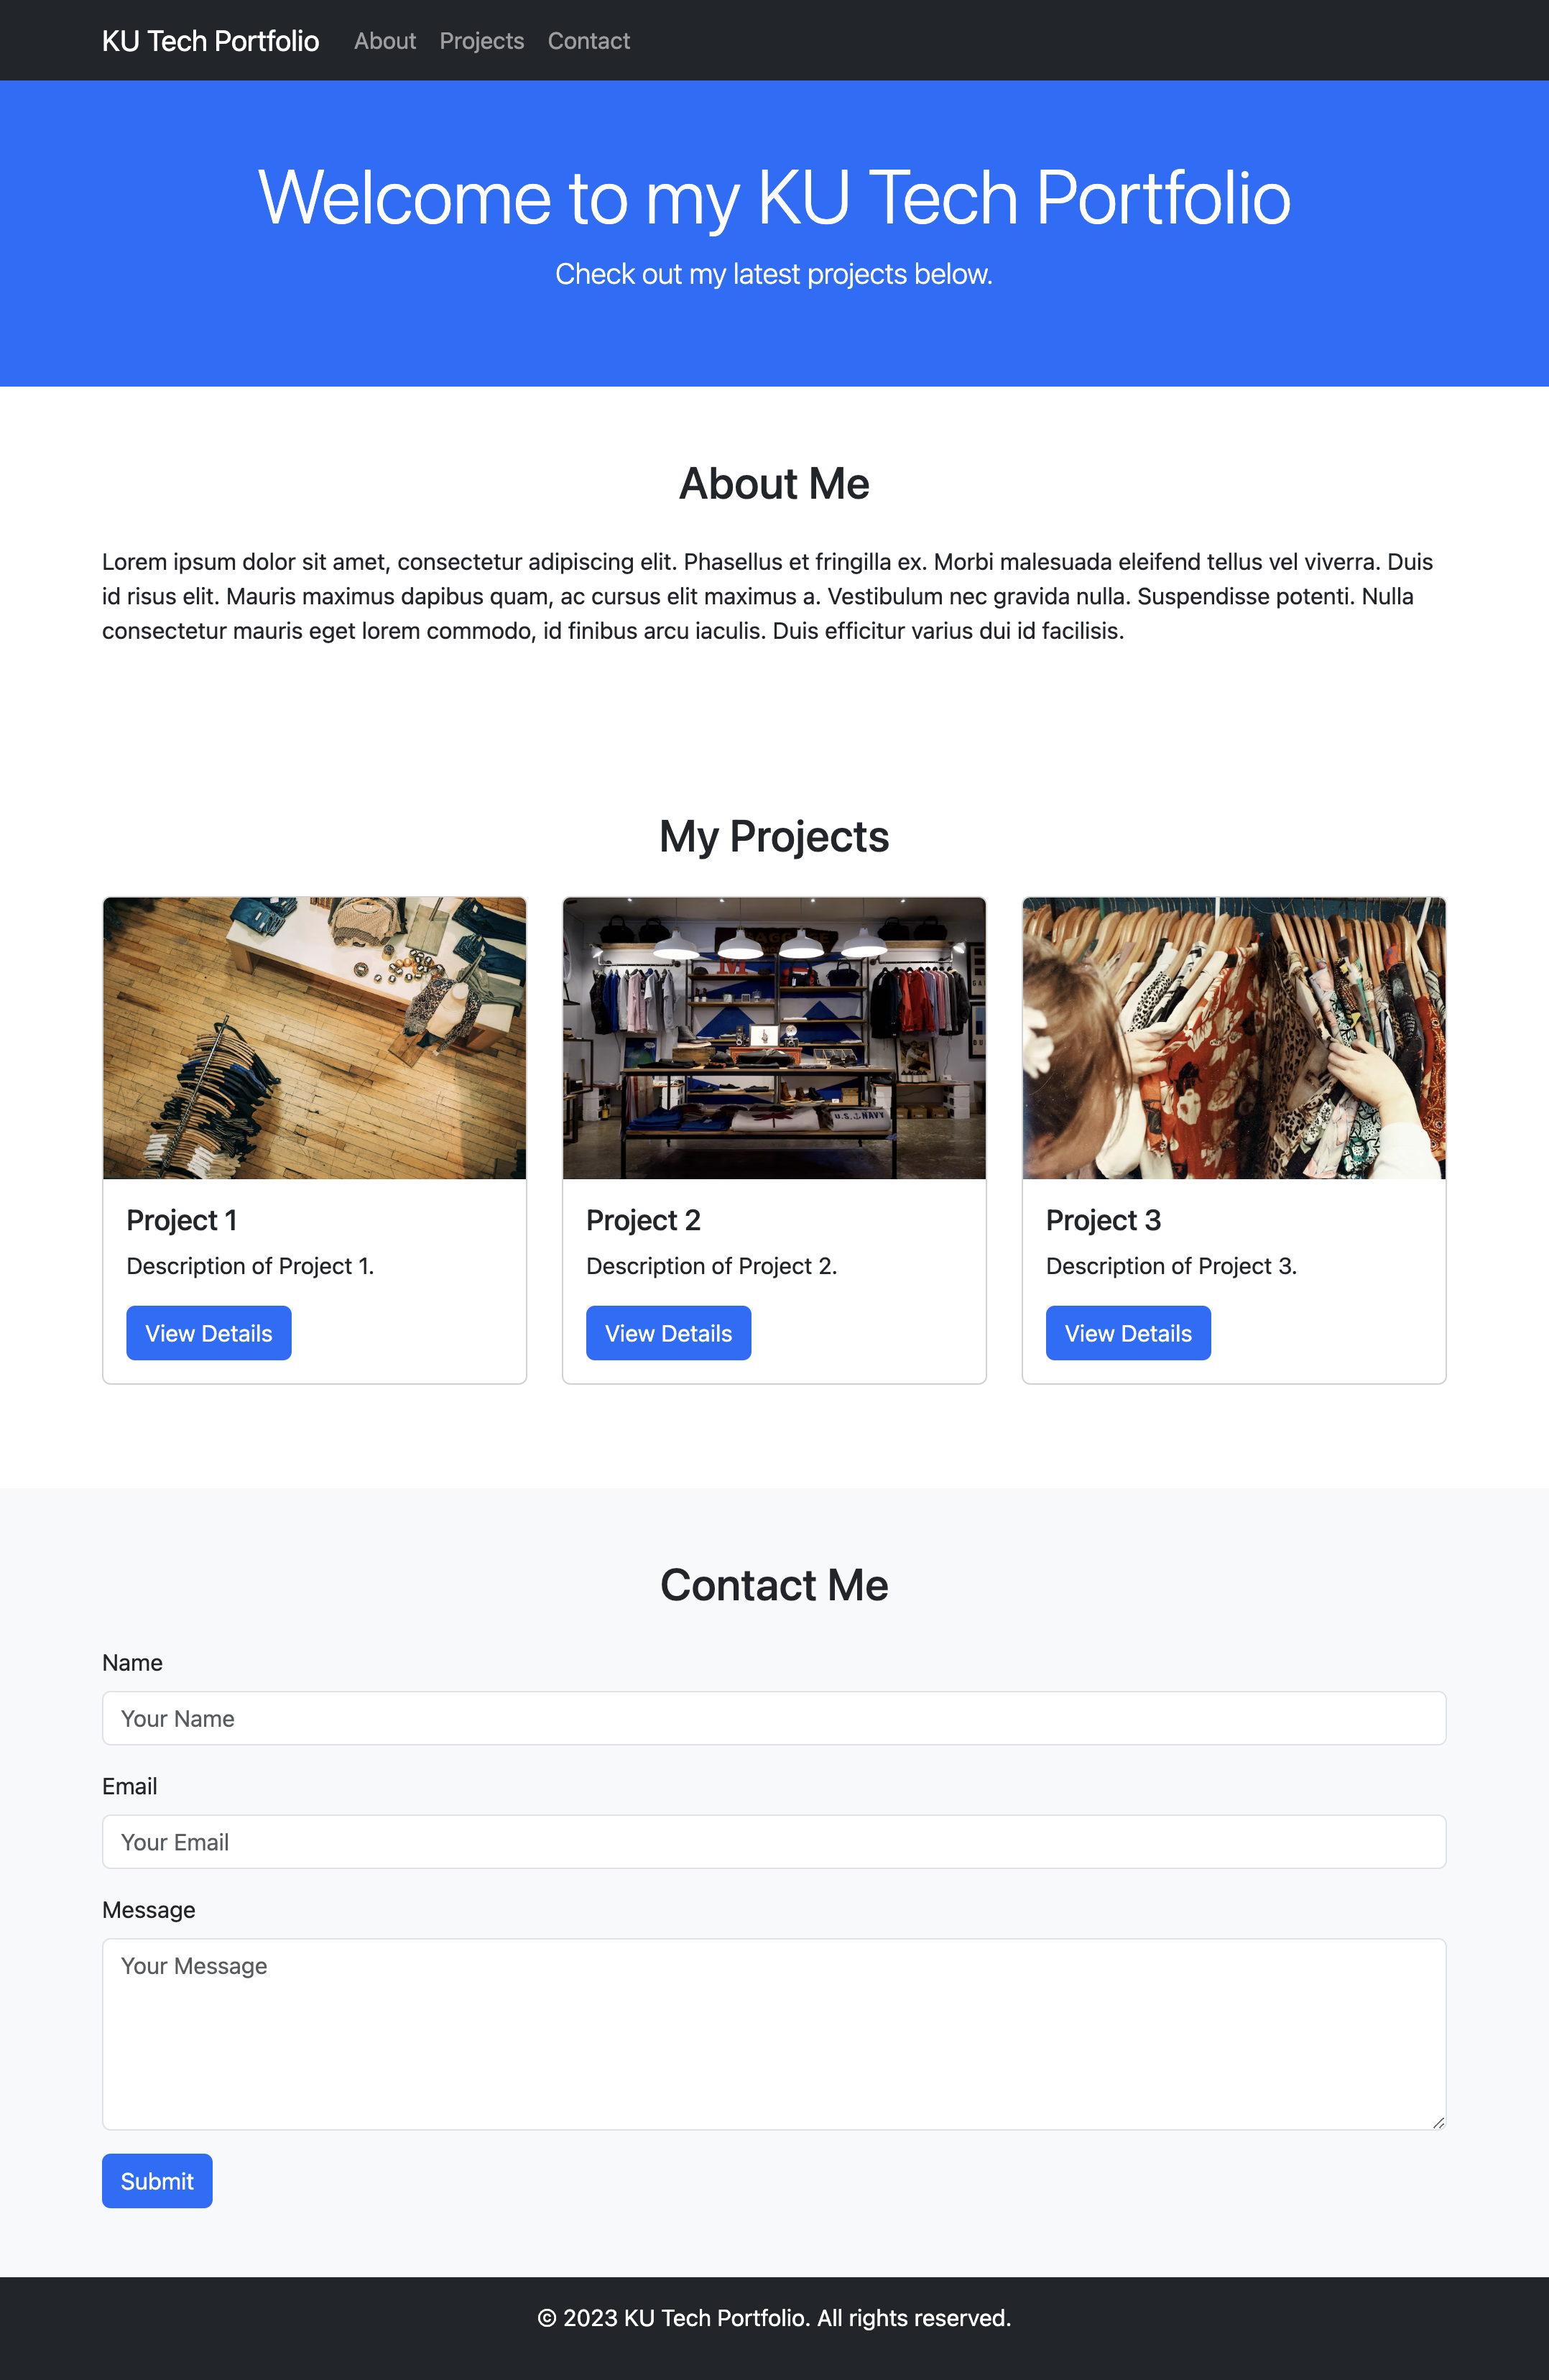 KU Tech Portfolio About Projects Contact
Welcome to my KU Tech Portfolio
Check out my latest projects below.
About Me
Lorem ipsum dolor sit amet, consectetur adipiscing elit. Phasellus et fringilla ex. Morbi malesuada eleifend tellus vel viverra. Duis
id risus elit. Mauris maximus dapibus quam, ac cursus elit maximus a. Vestibulum nec gravida nulla. Suspendisse potenti. Nulla
consectetur mauris eget lorem commodo, id finibus arcu iaculis. Duis efficitur varius dui id facilisis.
My Projects
M
U.S. NAVY
Project 1
Description of Project 1.
View Details
Project 2
Description of Project 2.
View Details
Project 3
Description of Project 3.
View Details
Contact Me
Name
Your Name
Email
Your Email
Message
Your Message
Submit
© 2023 KU Tech Portfolio. All rights reserved.